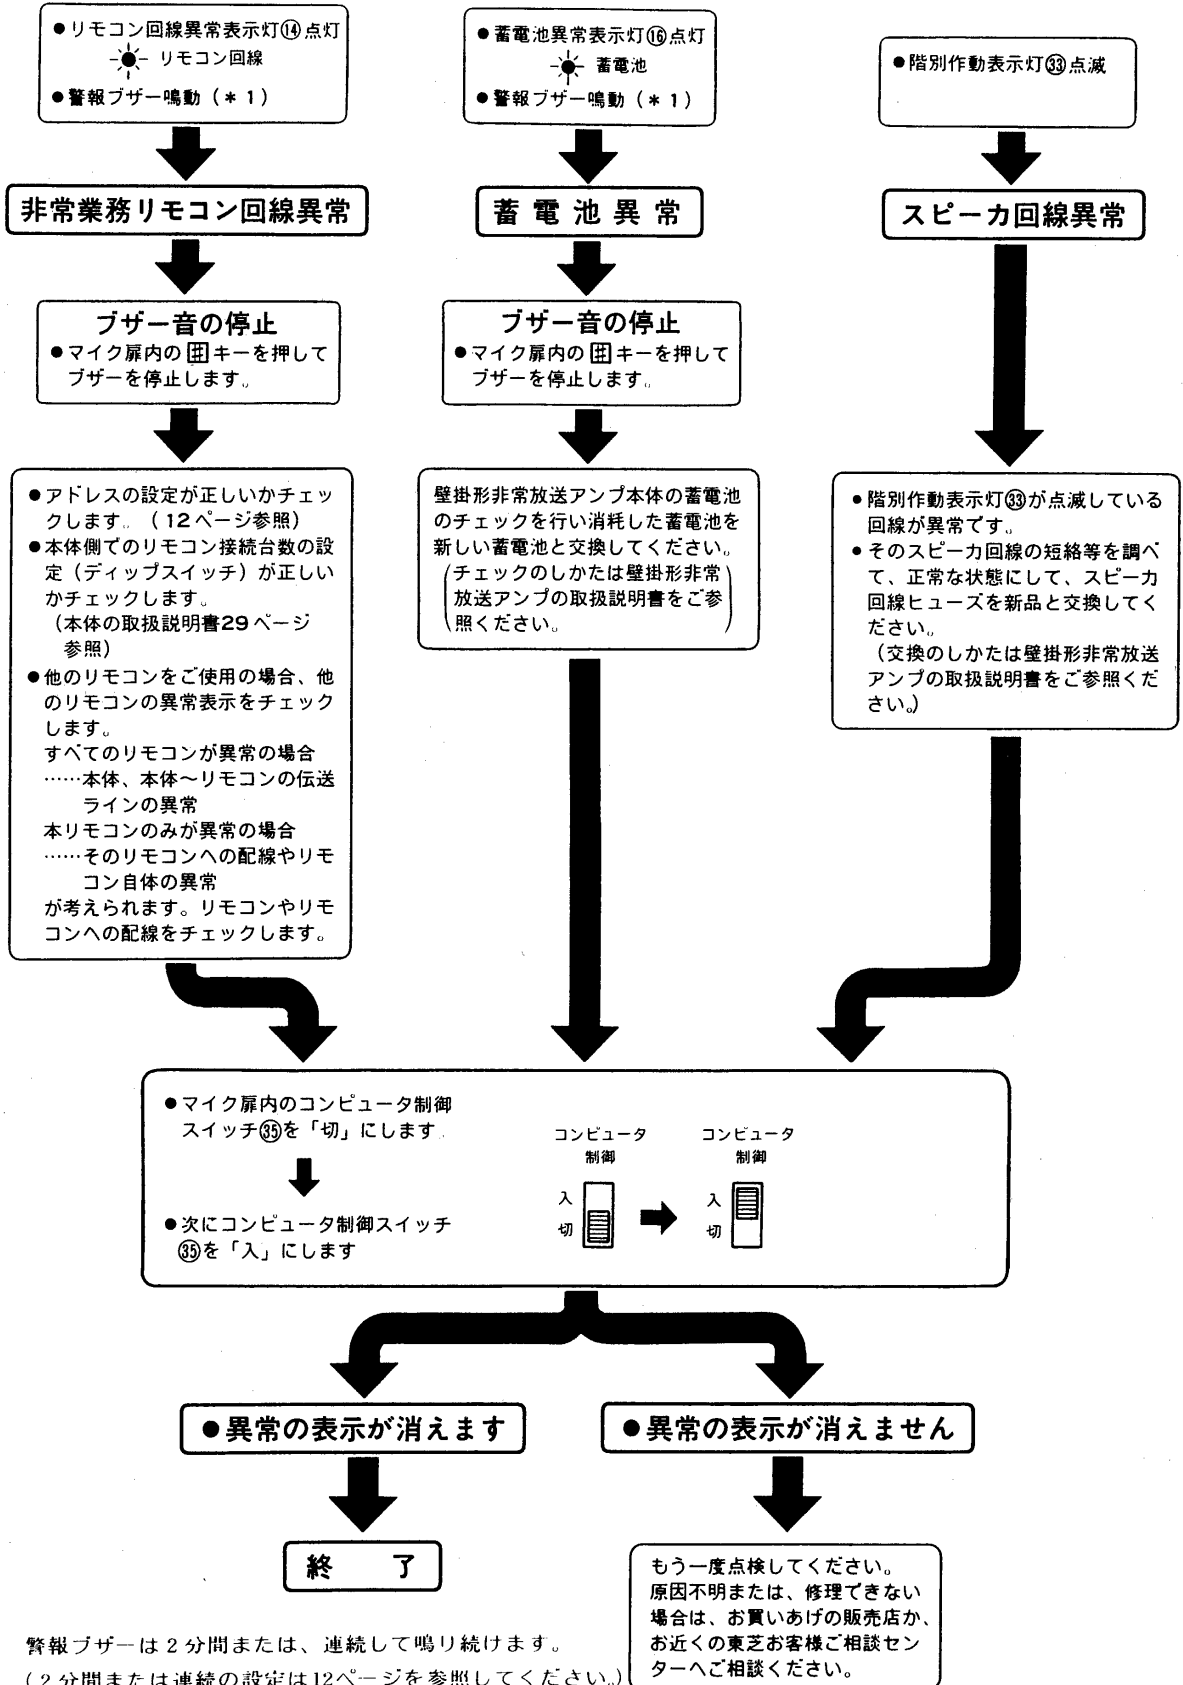 ●リモコン回線異常表示灯⑭点灯
リモコン回線
●警報ブザー鳴動(*1)
非常業務リモコン回線異常
ブザー音の停止
●マイク扉内の囲キーを押して
ブザーを停止します。
●アドレスの設定が正しいかチェッ
クします。(12ページ参照)
●本体側でのリモコン接続台数の設
定(ディップスイッチ)が正しい
かチェックします。
(本体の取扱説明書29ページ
参照)
●他のリモコンをご使用の場合、他
のリモコンの異常表示をチェック
します。
すべてのリモコンが異常の場合
……本体、本体~リモコンの伝送
ラインの異常
本リモコンのみが異常の場合
……そのリモコンへの配線やリモ
コン自体の異常
が考えられます。リモコンやリモ
コンへの配線をチェックします。
●蓄電池異常表示灯⑯点灯
蓄電池
●警報ブザー鳴動(*1)
蓄電池異常
ブザー音の停止
●マイク扉内の囲キーを押して
ブザーを停止します。
壁掛形非常放送アンプ本体の蓄電池
のチェックを行い消耗した蓄電池を
新しい蓄電池と交換してください。
(チェックのしかたは壁掛形非常
放送アンプの取扱説明書をご参
照ください。)
●階別作動表示灯㉝点滅
スピーカ回線異常
●階別作動表示灯㉝が点滅している
回線が異常です。
●そのスピーカ回線の短絡等を調べ
て、正常な状態にして、スピーカ
回線ヒューズを新品と交換してく
ださい。
(交換のしかたは壁掛形非常放送
アンプの取扱説明書をご参照くだ
さい。)
●マイク扉内のコンピュータ制御
スイッチ㉟を「切」にします。
●次にコンピュータ制御スイッチ
㉟を「入」にします
コンピュータ
制御
入
切
コンピュータ
制御
入
切
●異常の表示が消えます
終了
●異常の表示が消えません
もう一度点検してください。
原因不明または、修理できない
場合は、お買いあげの販売店か、
お近くの東芝お客様ご相談セン
ターへご相談ください。
警報ブザーは2分間または、連続して鳴り続けます。
(2分間または連続の設定は12ページを参照してください。)